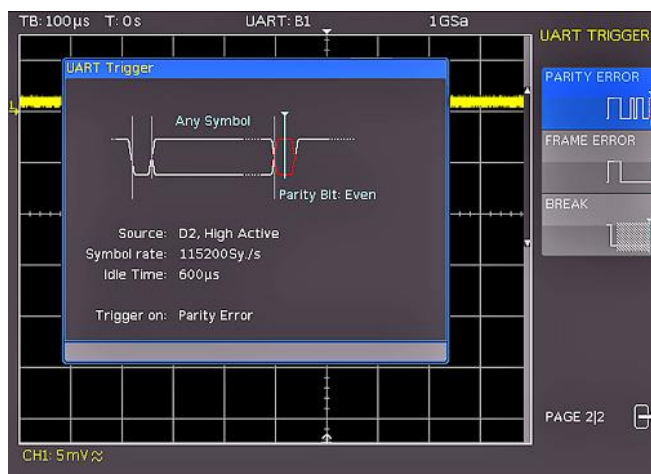 TB:100µs T:0s UART:B1 1GSa
UART TRIGGER
UART Trigger
PARITY ERROR
Any Symbol
FRAME ERROR
Parity Bit: Even
BREAK
Source: D2, High Active
Symbol rate: 115200Sy./s
Idle Time: 600µs
Trigger on: Parity Error
PAGE 2|2
CH1: 5mV